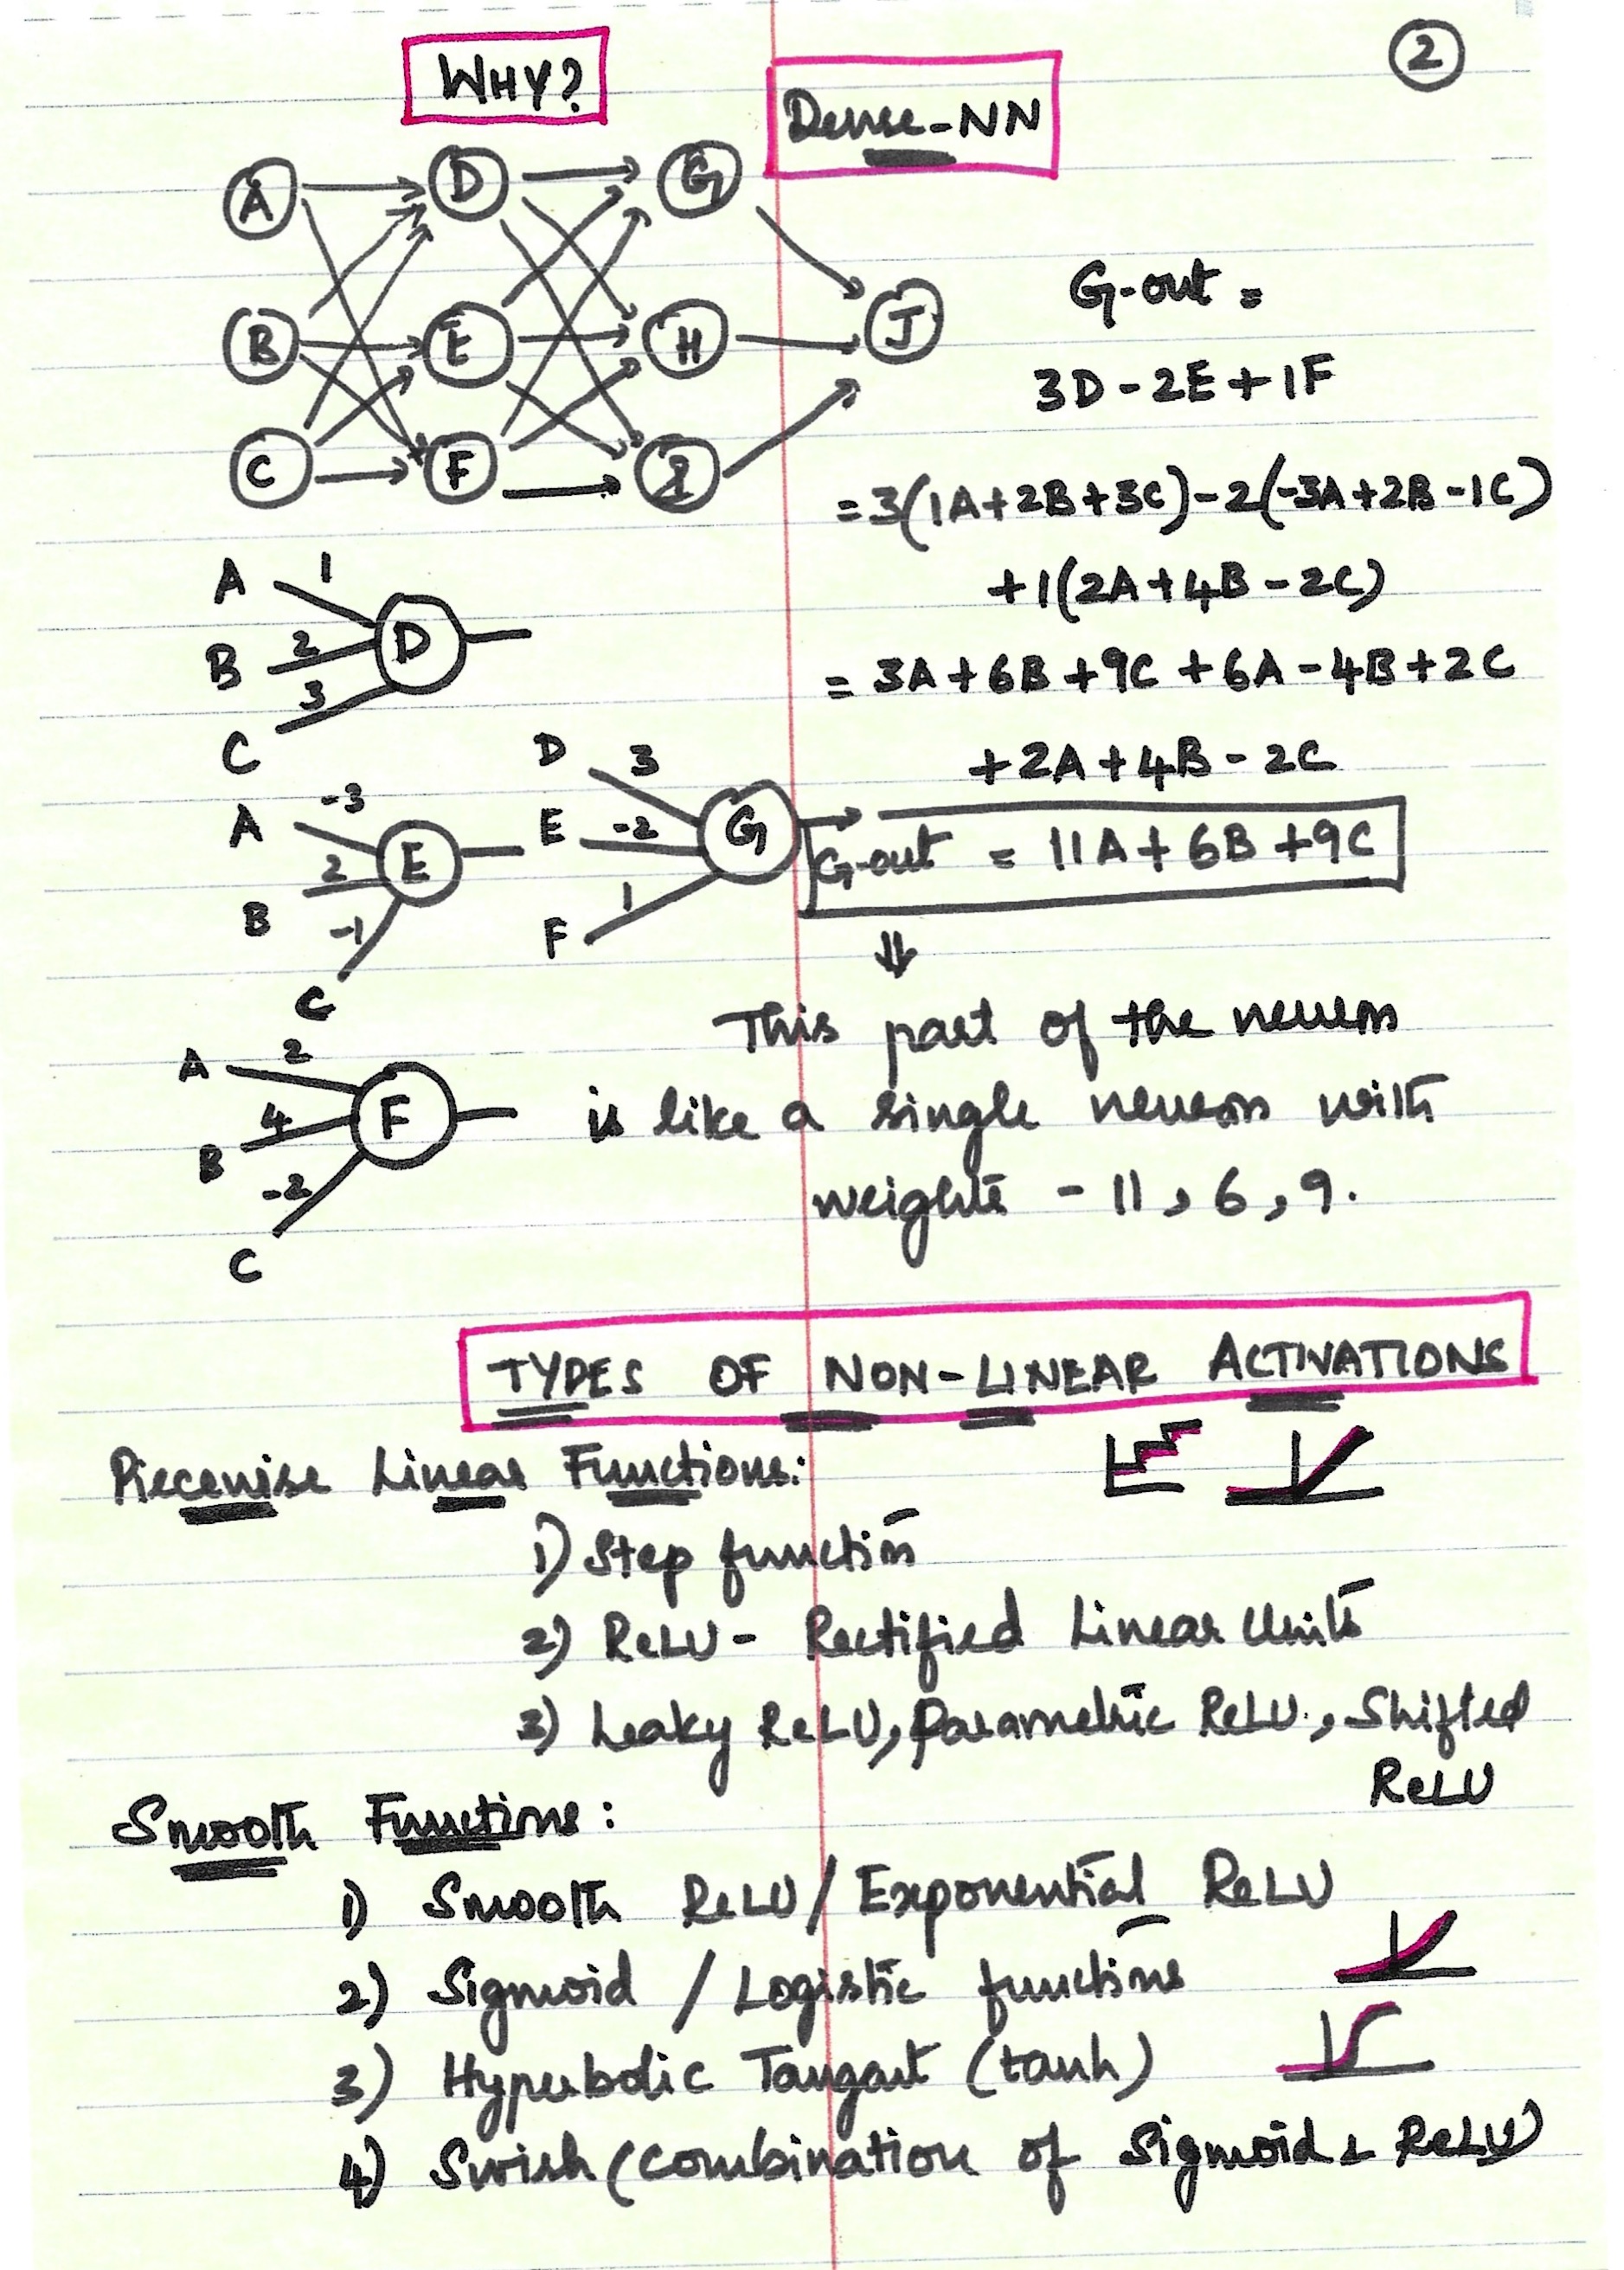 2
WHY?
Dense-NN
A D G
B E H J
C F I
G-out =
3D - 2E + 1F
= 3(1A + 2B + 3C) - 2(-3A + 2B - 1C)
+ 1(2A + 4B - 2C)
= 3A + 6B + 9C + 6A - 4B + 2C
+ 2A + 4B - 2C
G-out = 11A + 6B + 9C
A 1
B 2 D
3
C
A -3
B 2 E
-1
C
D 3
E -2 G
F 1
A 2
B 4 F
-2
C
This part of the neuron
is like a single neuron with
weights - 11, 6, 9.
TYPES OF NON-LINEAR ACTIVATIONS
Piecewise Linear Functions:
1) Step function
2) ReLU - Rectified Linear Units
3) Leaky ReLU, Parametric ReLU, Shifted
ReLU
Smooth Functions:
1) Smooth ReLU / Exponential ReLU
2) Sigmoid / Logistic functions
3) Hyperbolic Tangent (tanh)
4) Swish (combination of Sigmoid & ReLU)